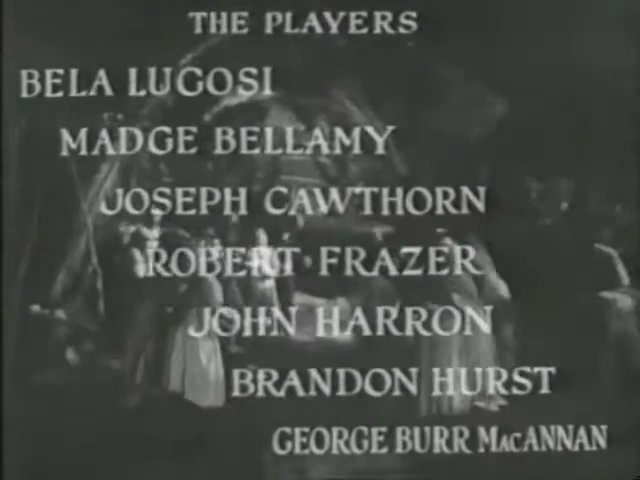 THE PLAYERS
BELA LUGOSI
MADGE BELLAMY
JOSEPH CAWTHORN
ROBERT FRAZER
JOHN HARRON
BRANDON HURST
GEORGE BURR MACANNAN